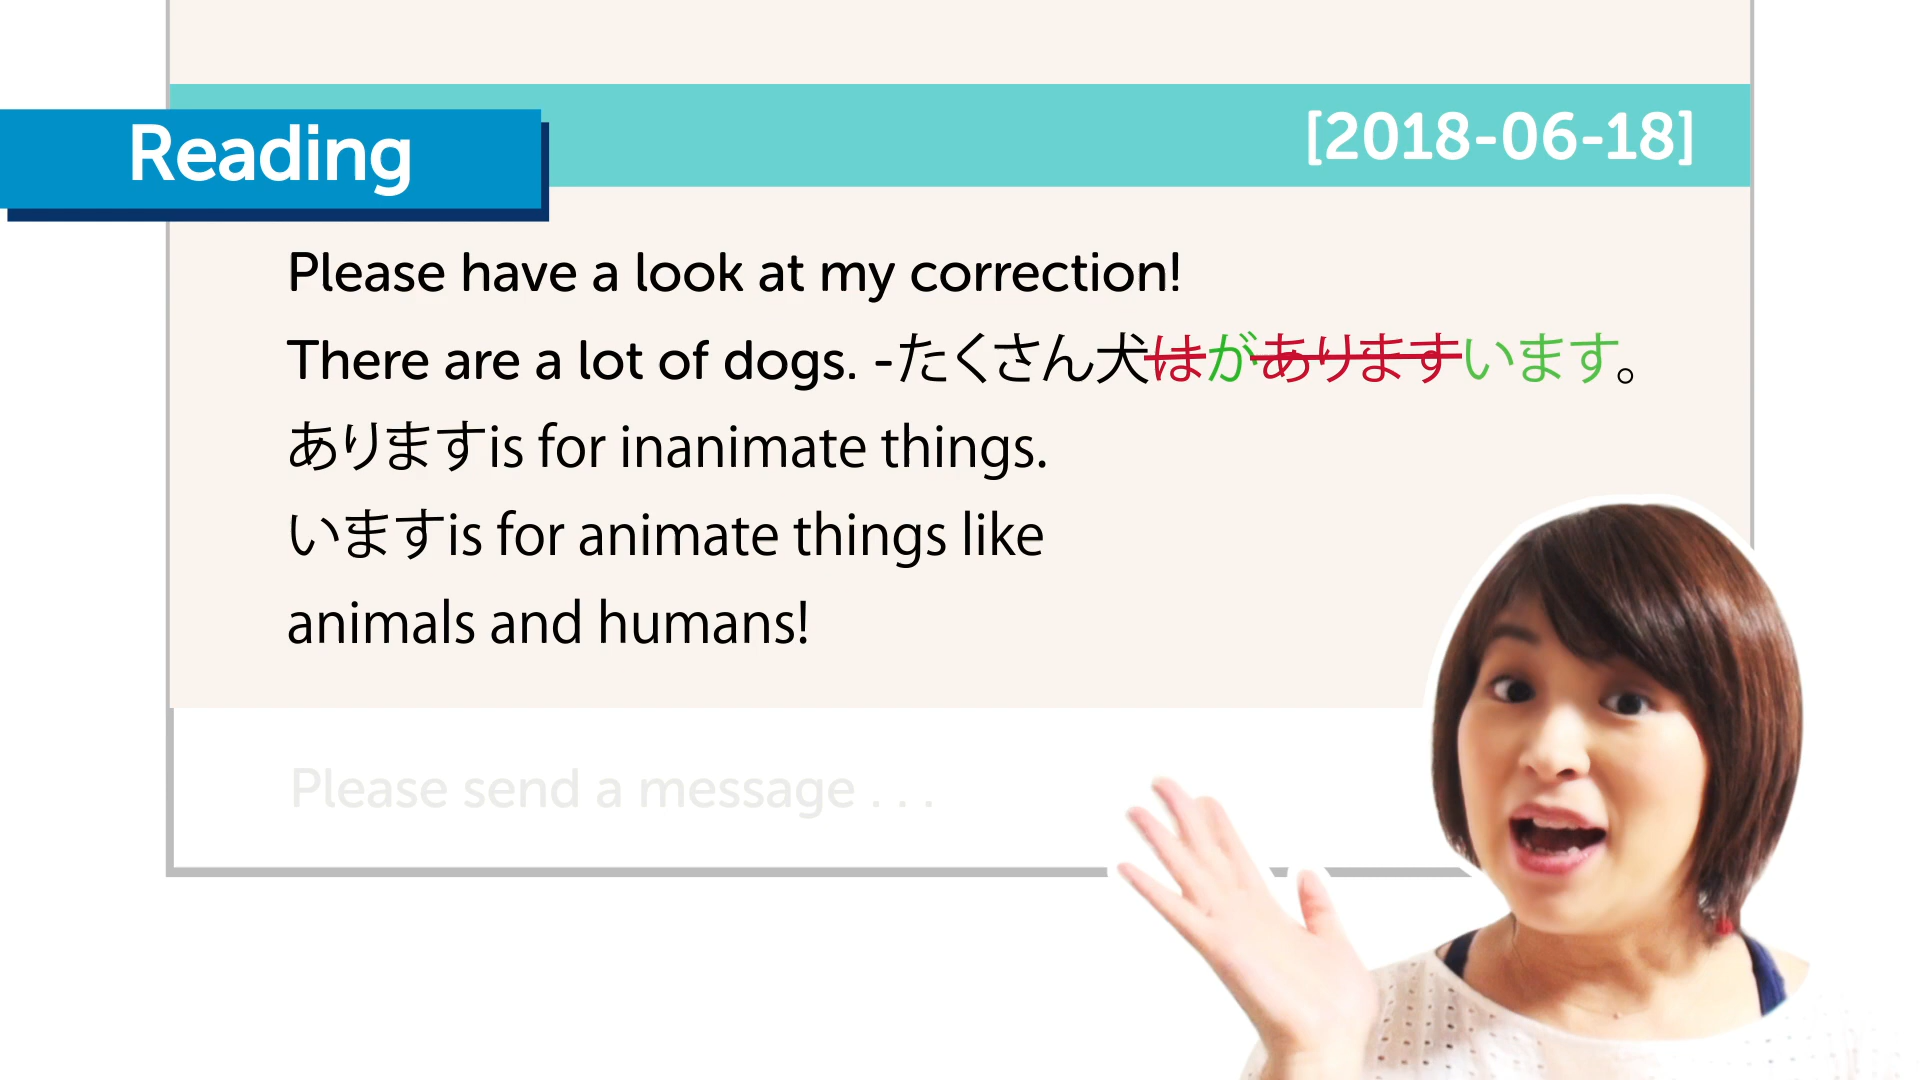 [2018-06-18]
Reading
Please have a look at my correction!
There are a lot of dogs. -たくさん犬はがありますいます。
ありますis for inanimate things.
いますis for animate things like
animals and humans!
Please send a message . . .